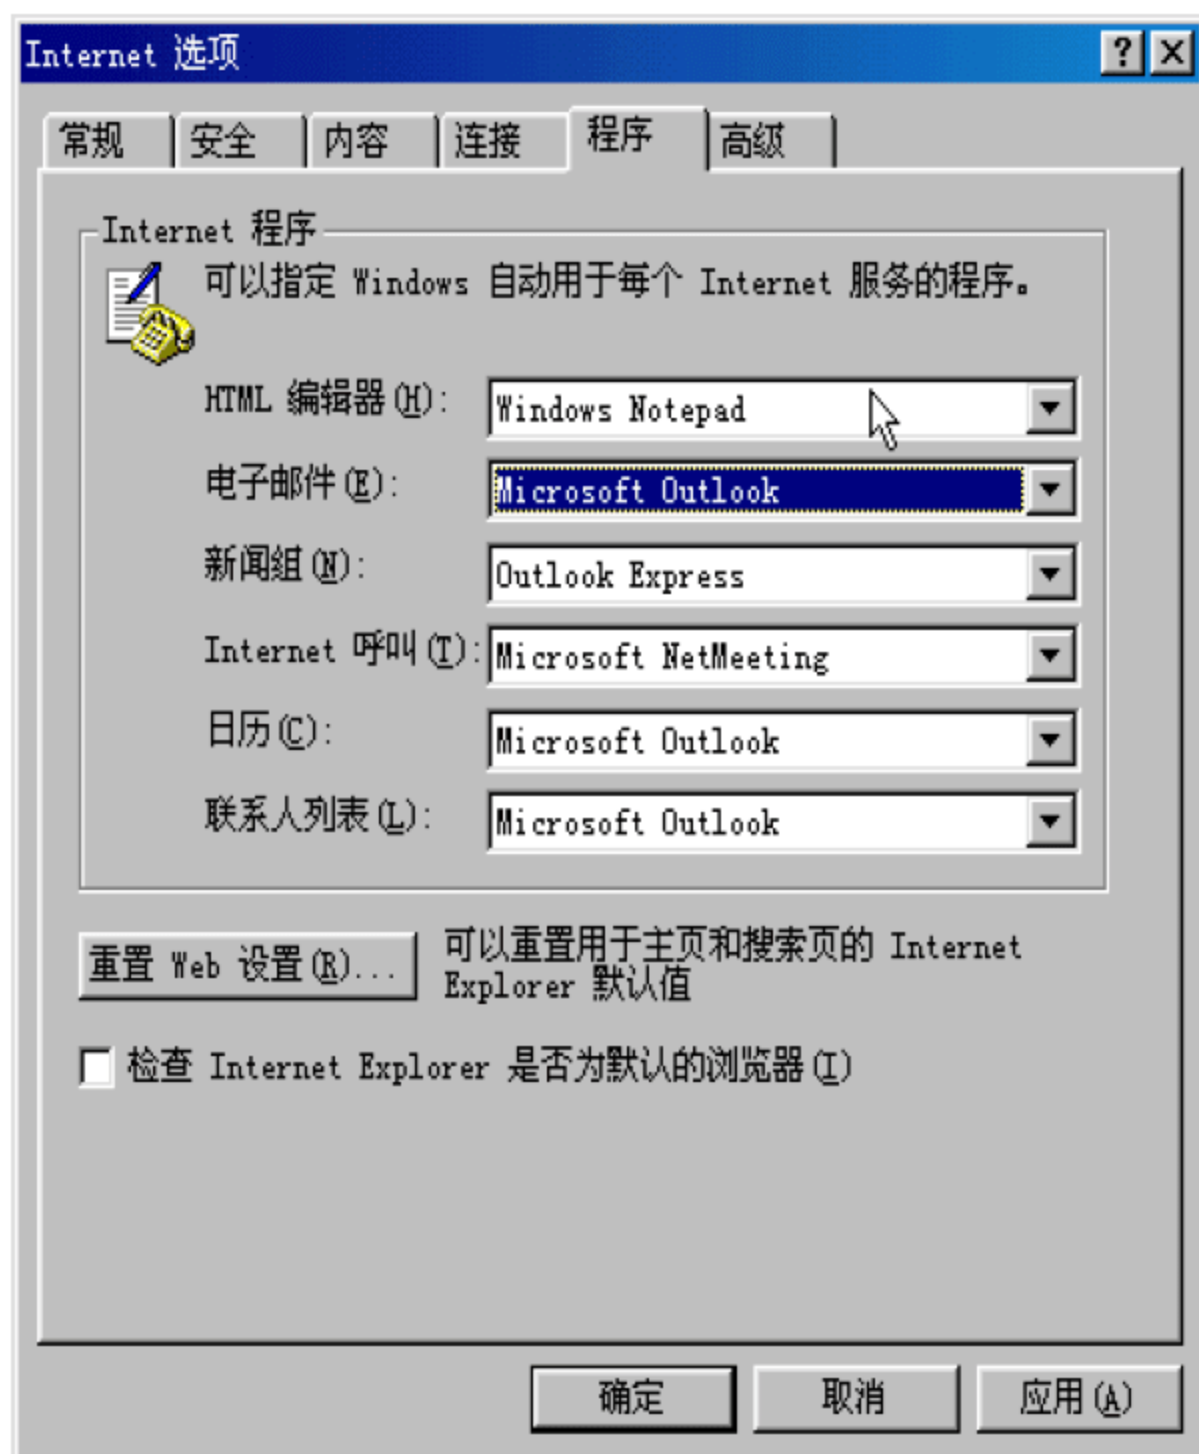 Internet 选项
常规 安全 内容 连接 程序 高级
Internet 程序
可以指定 Windows 自动用于每个 Internet 服务的程序。
HTML 编辑器(H): Windows Notepad
电子邮件(E): Microsoft Outlook
新闻组(N): Outlook Express
Internet 呼叫(T): Microsoft NetMeeting
日历(C): Microsoft Outlook
联系人列表(L): Microsoft Outlook
重置 Web 设置(R)... 可以重置用于主页和搜索页的 Internet
Explorer 默认值
检查 Internet Explorer 是否为默认的浏览器(I)
确定 取消 应用(A)